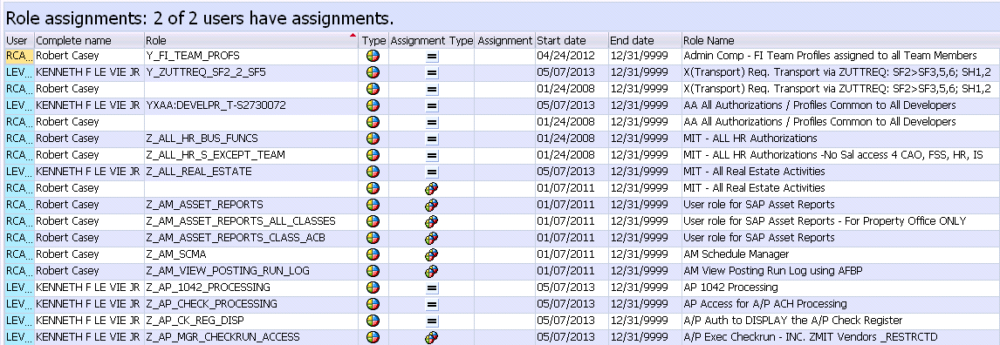 Role assignments: 2 of 2 users have assignments.
User Complete name Role Type Assignment Type Assignment Start date End date Role Name
RCA... Robert Casey Y_FI_TEAM_PROFS 04/24/2012 12/31/9999 Admin Comp - FI Team Profiles assigned to all Team Members
LEV... KENNETH F LE VIE JR Y_ZUTTREQ_SF2_2_SF5 05/07/2013 12/31/9999 X(Transport) Req. Transport via ZUTTREQ: SF2>SF3,5,6; SH1,2
RCA... Robert Casey 01/24/2008 12/31/9999 X(Transport) Req. Transport via ZUTTREQ: SF2>SF3,5,6; SH1,2
LEV... KENNETH F LE VIE JR YXAA:DEVELPR_T-S2730072 05/07/2013 12/31/9999 AA All Authorizations / Profiles Common to All Developers
RCA... Robert Casey 01/24/2008 12/31/9999 AA All Authorizations / Profiles Common to All Developers
RCA... Robert Casey Z_ALL_HR_BUS_FUNCS 01/24/2008 12/31/9999 MIT - ALL HR Authorizations
RCA... Robert Casey Z_ALL_HR_S_EXCEPT_TEAM 01/24/2008 12/31/9999 MIT - ALL HR Authorizations -No Sal access 4 CAO, FSS, HR, IS
LEV... KENNETH F LE VIE JR Z_ALL_REAL_ESTATE 05/07/2013 12/31/9999 MIT - All Real Estate Activities
RCA... Robert Casey 01/07/2011 12/31/9999 MIT - All Real Estate Activities
RCA... Robert Casey Z_AM_ASSET_REPORTS 01/07/2011 12/31/9999 User role for SAP Asset Reports
RCA... Robert Casey Z_AM_ASSET_REPORTS_ALL_CLASSES 01/07/2011 12/31/9999 User role for SAP Asset Reports - For Property Office ONLY
RCA... Robert Casey Z_AM_ASSET_REPORTS_CLASS_ACB 01/07/2011 12/31/9999 User role for SAP Asset Reports
RCA... Robert Casey Z_AM_SCMA 01/07/2011 12/31/9999 AM Schedule Manager
RCA... Robert Casey Z_AM_VIEW_POSTING_RUN_LOG 01/07/2011 12/31/9999 AM View Posting Run Log using AFBP
LEV... KENNETH F LE VIE JR Z_AP_1042_PROCESSING 05/07/2013 12/31/9999 AP 1042 Processing
LEV... KENNETH F LE VIE JR Z_AP_CHECK_PROCESSING 05/07/2013 12/31/9999 AP Access for A/P ACH Processing
LEV... KENNETH F LE VIE JR Z_AP_CK_REG_DISP 05/07/2013 12/31/9999 A/P Auth to DISPLAY the A/P Check Register
LEV... KENNETH F LE VIE JR Z_AP_MGR_CHECKRUN_ACCESS 05/07/2013 12/31/9999 A/P Exec Checkrun - INC. ZMIT Vendors _RESTRCTD